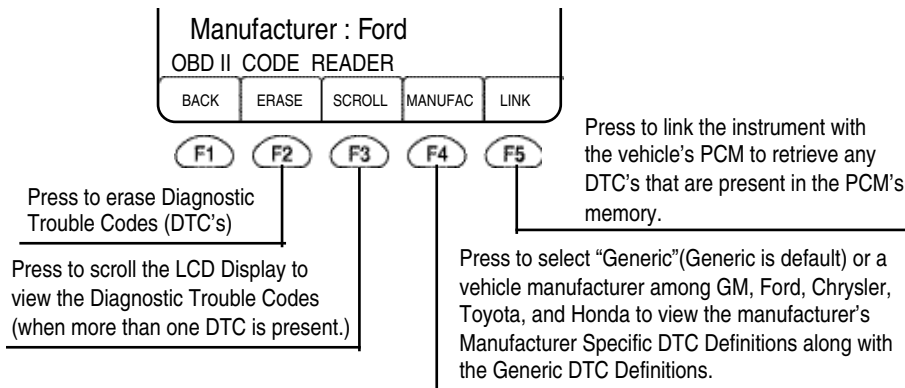 Manufacturer : Ford
OBD II CODE READER
BACK ERASE SCROLL MANUFAC LINK
F1 F2 F3 F4 F5
Press to link the instrument with
the vehicle's PCM to retrieve any
DTC's that are present in the PCM's
memory.
Press to erase Diagnostic
Trouble Codes (DTC's)
Press to scroll the LCD Display to
view the Diagnostic Trouble Codes
(when more than one DTC is present.)
Press to select “Generic”(Generic is default) or a
vehicle manufacturer among GM, Ford, Chrysler,
Toyota, and Honda to view the manufacturer's
Manufacturer Specific DTC Definitions along with
the Generic DTC Definitions.